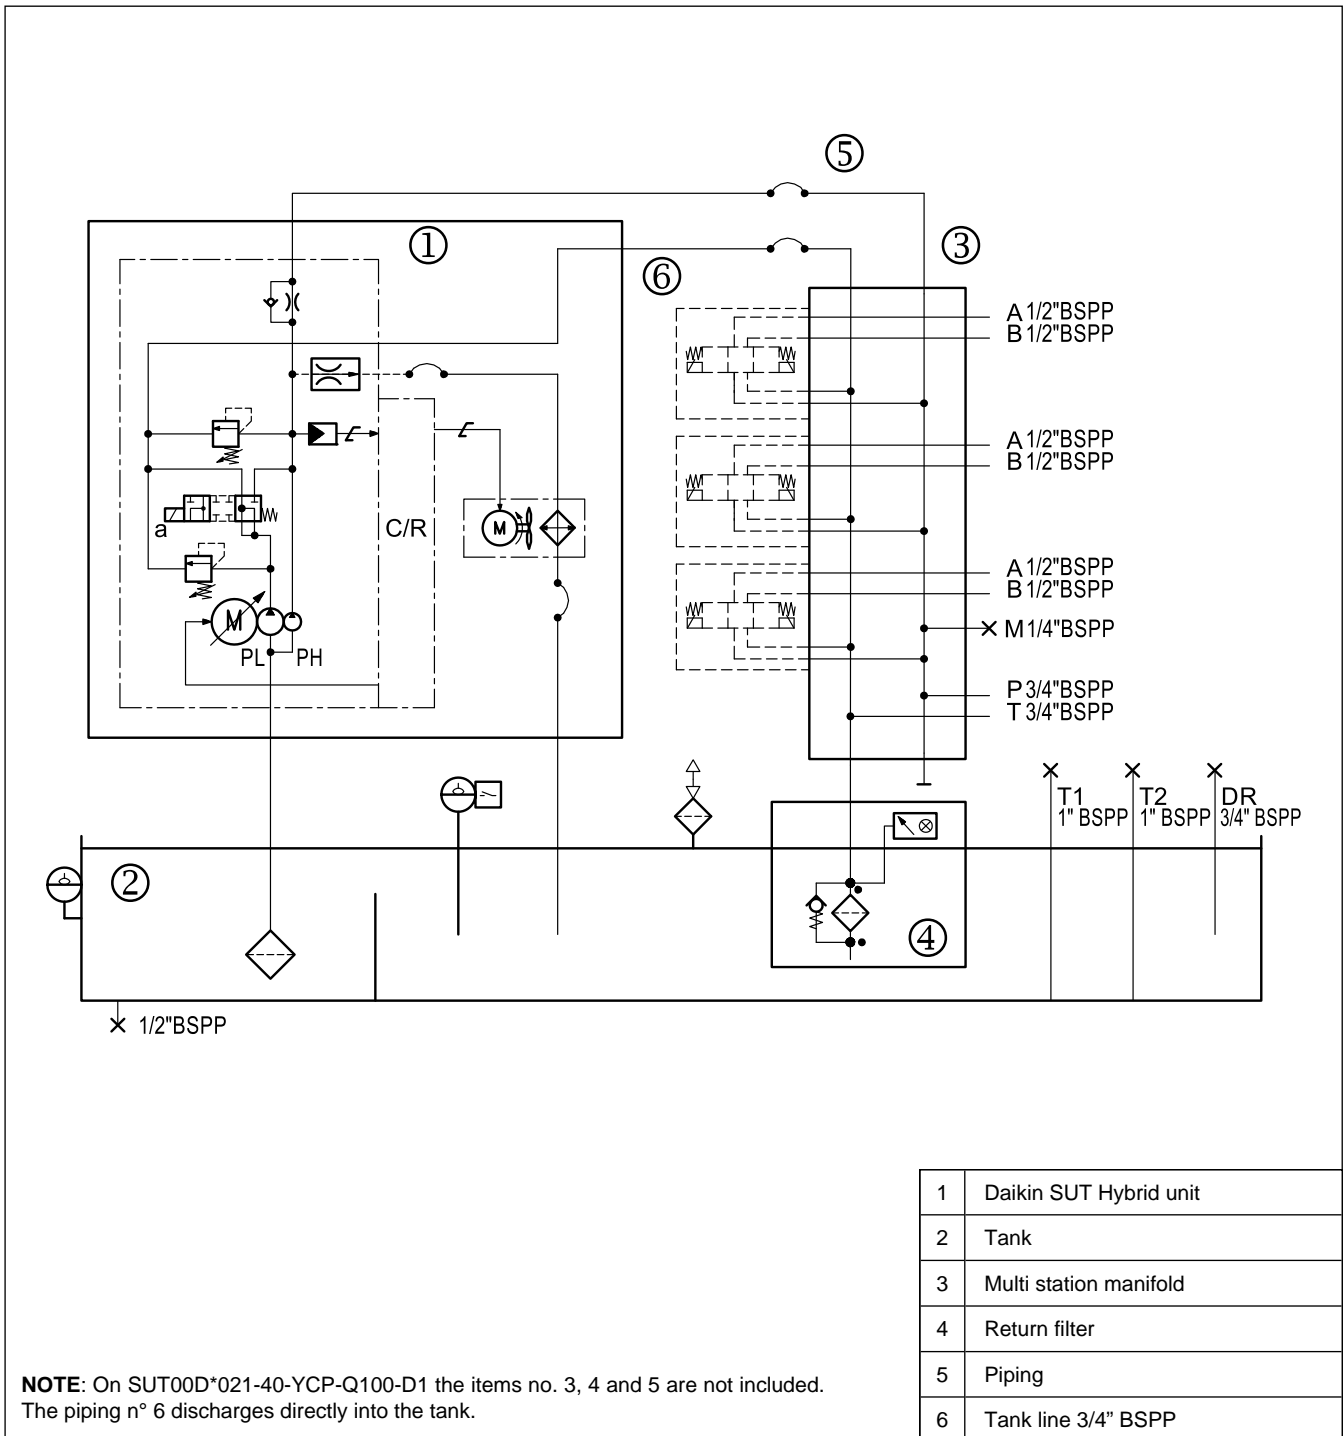 ⑤
①
③
⑥
A 1/2"BSPP
B 1/2"BSPP
A 1/2"BSPP
B 1/2"BSPP
a
C/R
M
A 1/2"BSPP
B 1/2"BSPP
M
PL PH
M 1/4"BSPP
P 3/4"BSPP
T 3/4"BSPP
T1
1" BSPP
T2
1" BSPP
DR
3/4" BSPP
②
④
1/2"BSPP
1 Daikin SUT Hybrid unit
2 Tank
3 Multi station manifold
4 Return filter
5 Piping
6 Tank line 3/4” BSPP
NOTE: On SUT00D*021-40-YCP-Q100-D1 the items no. 3, 4 and 5 are not included.
The piping n° 6 discharges directly into the tank.